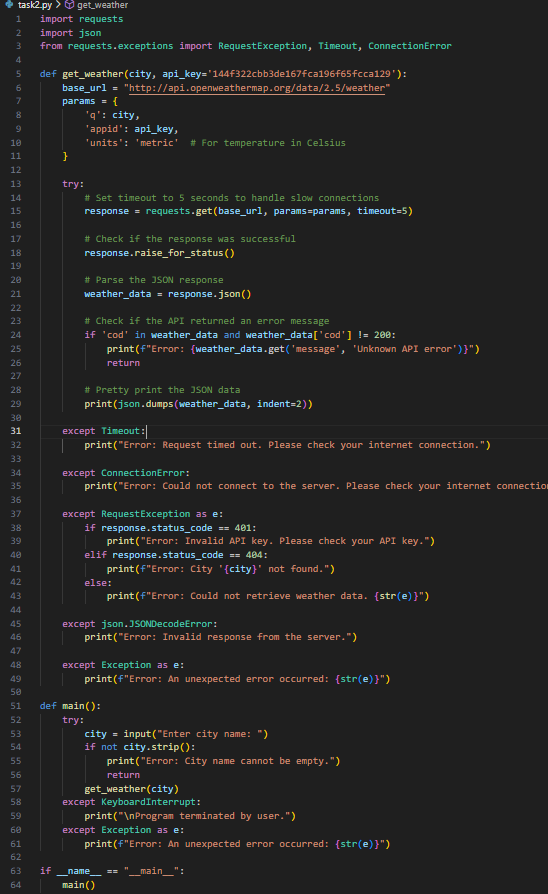 task2.py > get_weather
1 import requests
2 import json
3 from requests.exceptions import RequestException, Timeout, ConnectionError
4
5 def get_weather(city, api_key='144f322cbb3de167fca196f65fcca129'):
6     base_url = "http://api.openweathermap.org/data/2.5/weather"
7     params = {
8         'q': city,
9         'appid': api_key,
10         'units': 'metric'  # For temperature in Celsius
11     }
12
13     try:
14         # Set timeout to 5 seconds to handle slow connections
15         response = requests.get(base_url, params=params, timeout=5)
16
17         # Check if the response was successful
18         response.raise_for_status()
19
20         # Parse the JSON response
21         weather_data = response.json()
22
23         # Check if the API returned an error message
24         if 'cod' in weather_data and weather_data['cod'] != 200:
25             print(f"Error: {weather_data.get('message', 'Unknown API error')}")
26             return
27
28         # Pretty print the JSON data
29         print(json.dumps(weather_data, indent=2))
30
31     except Timeout:
32         print("Error: Request timed out. Please check your internet connection.")
33
34     except ConnectionError:
35         print("Error: Could not connect to the server. Please check your internet connectio
36
37     except RequestException as e:
38         if response.status_code == 401:
39             print("Error: Invalid API key. Please check your API key.")
40         elif response.status_code == 404:
41             print(f"Error: City '{city}' not found.")
42         else:
43             print(f"Error: Could not retrieve weather data. {str(e)}")
44
45     except json.JSONDecodeError:
46         print("Error: Invalid response from the server.")
47
48     except Exception as e:
49         print(f"Error: An unexpected error occurred: {str(e)}")
50
51 def main():
52     try:
53         city = input("Enter city name: ")
54         if not city.strip():
55             print("Error: City name cannot be empty.")
56             return
57         get_weather(city)
58     except KeyboardInterrupt:
59         print("\nProgram terminated by user.")
60     except Exception as e:
61         print(f"Error: An unexpected error occurred: {str(e)}")
62
63 if __name__ == "__main__":
64     main()